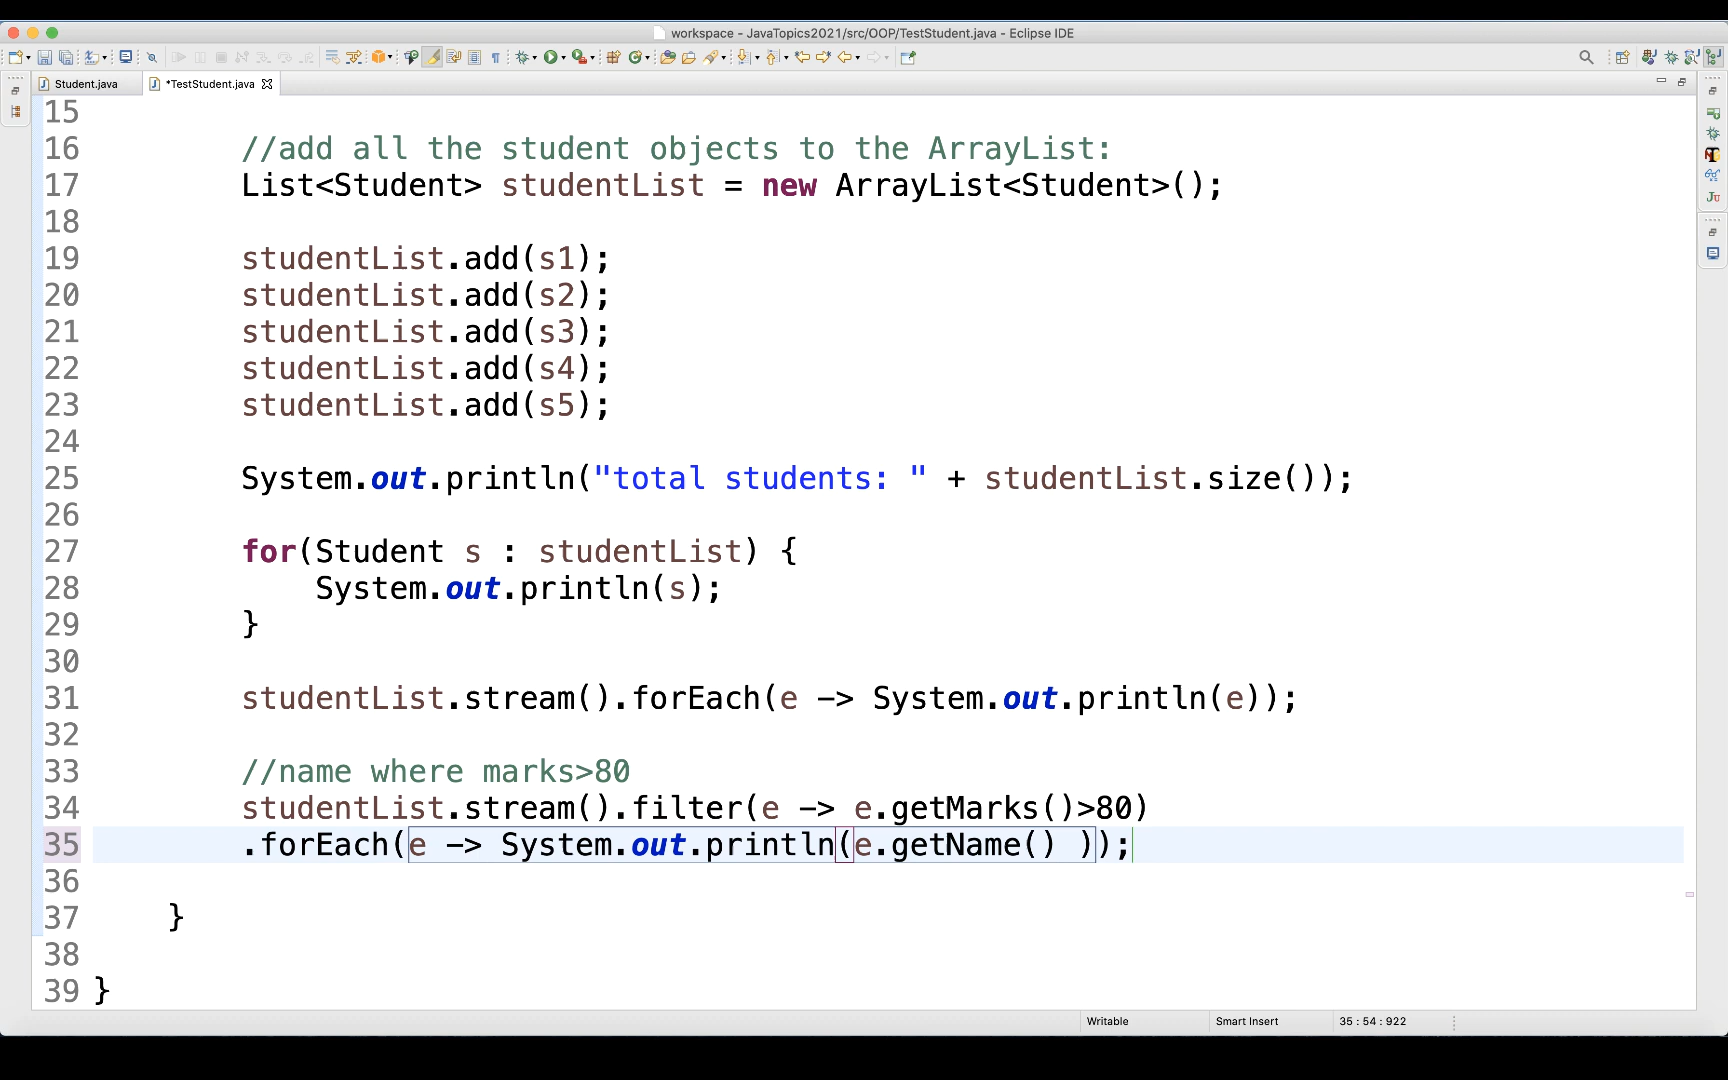 workspace - JavaTopics2021/src/OOP/TestStudent.java - Eclipse IDE
Student.java
*TestStudent.java
15
16 //add all the student objects to the ArrayList:
17 List<Student> studentList = new ArrayList<Student>();
18
19 studentList.add(s1);
20 studentList.add(s2);
21 studentList.add(s3);
22 studentList.add(s4);
23 studentList.add(s5);
24
25 System.out.println("total students: " + studentList.size());
26
27 for(Student s : studentList) {
28 System.out.println(s);
29 }
30
31 studentList.stream().forEach(e -> System.out.println(e));
32
33 //name where marks>80
34 studentList.stream().filter(e -> e.getMarks()>80)
35 .forEach(e -> System.out.println(e.getName() ));
36
37 }
38
39 }
Writable
Smart Insert
35 : 54 : 922